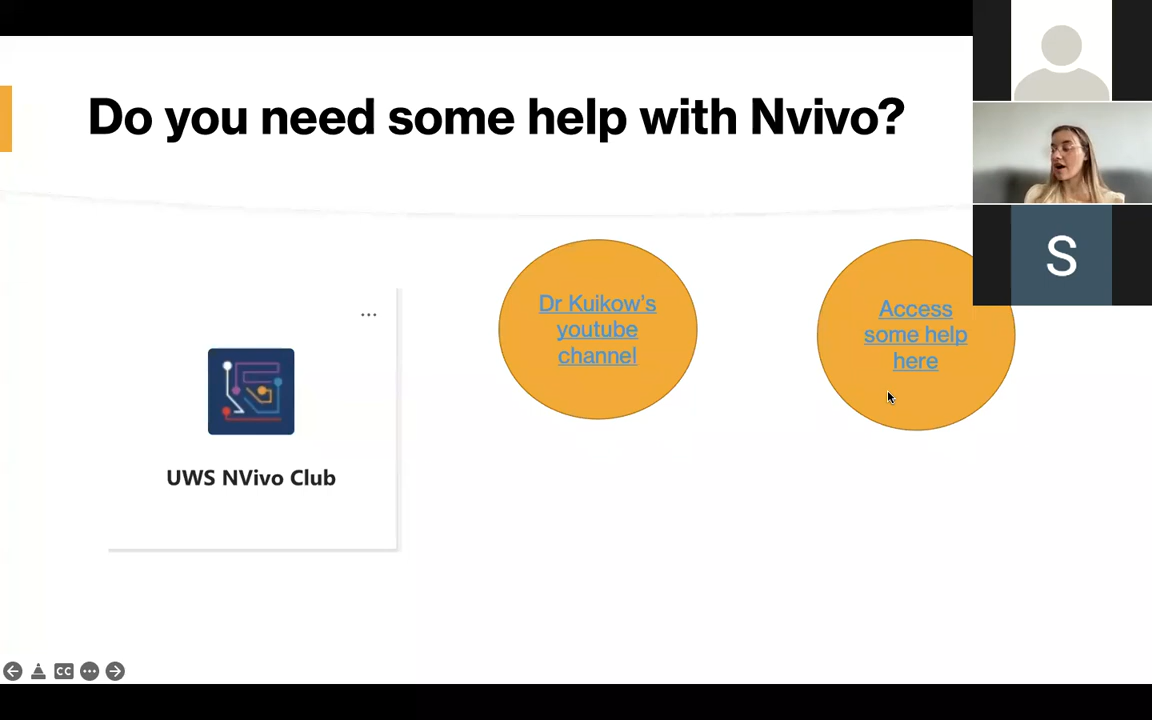 Do you need some help with Nvivo?
Dr Kuikow's
youtube
channel
Access
some help
here
S
...
UWS NVivo Club
CC